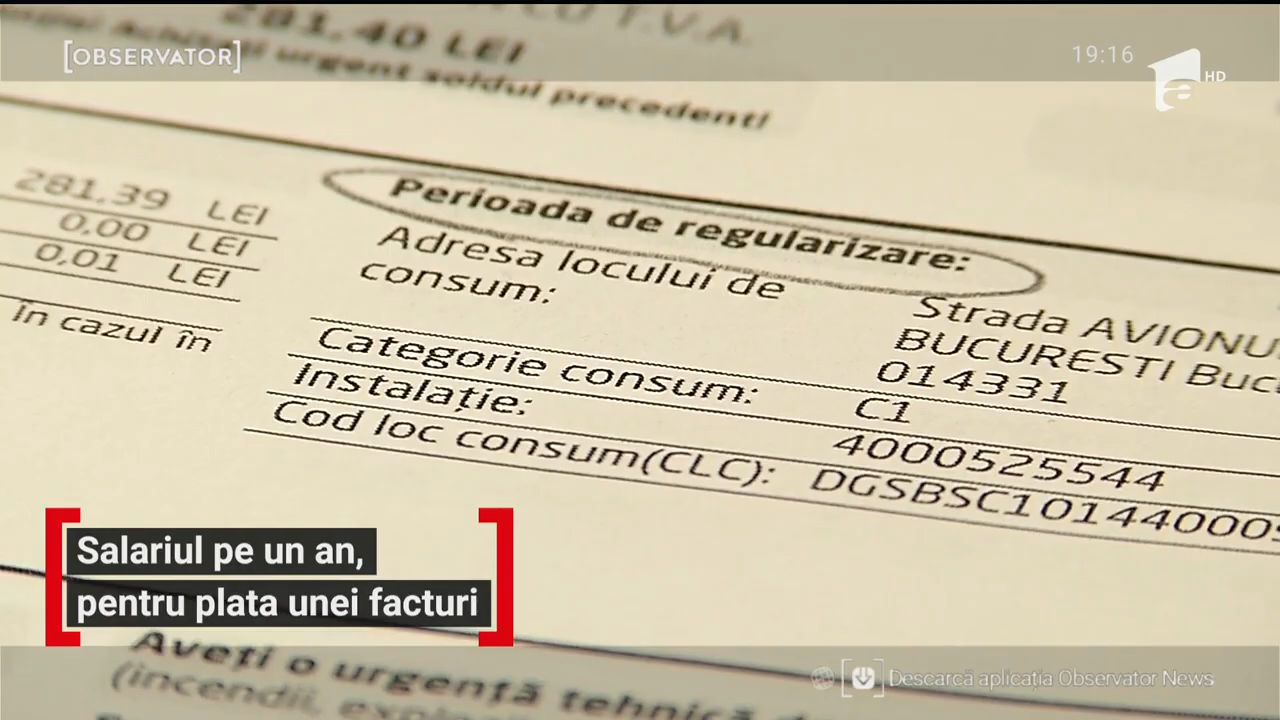 CU T.V.A.
281.40 LEI
[OBSERVATOR]
19:16
HD
urgent soldul precedent!
281,39 LEI
0,00 LEI
0,01 LEI
în cazul în
Perioada de regularizare:
Adresa locului de
consum:
Strada AVIONU
BUCURESTI Buc
014331
Categorie consum:
C1
Instalație:
4000525544
Cod loc consum(CLC):
DGSBSC10144000
Salariul pe un an,
pentru plata unei facturi
Aveți o urgență tehnică
(incendii,
Descarcă aplicația Observator News